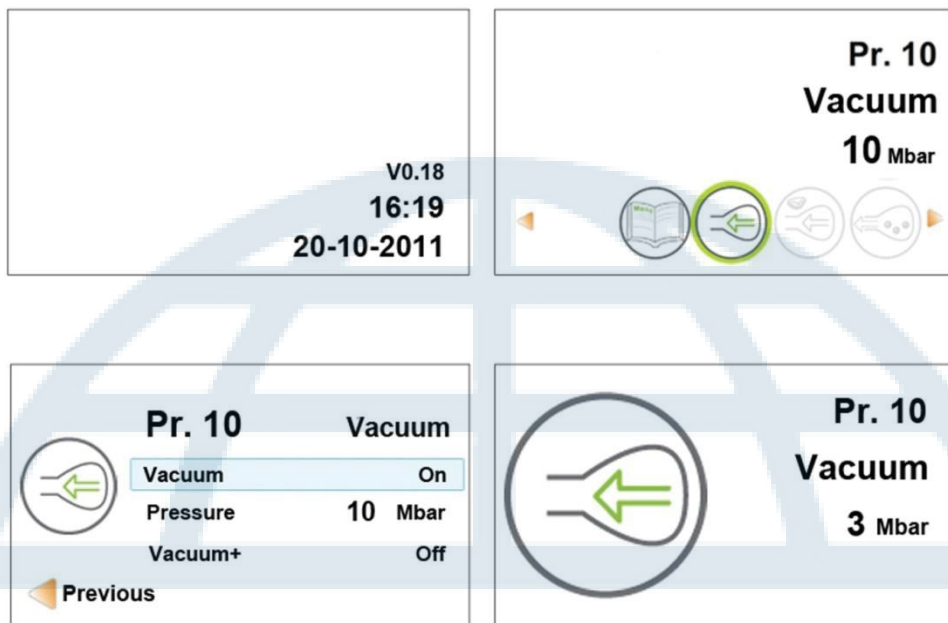 V0.18
16:19
20-10-2011
Pr. 10
Vacuum
10 Mbar
Menu
Pr. 10 Vacuum
Vacuum On
Pressure 10 Mbar
Vacuum+ Off
Previous
Pr. 10
Vacuum
3 Mbar